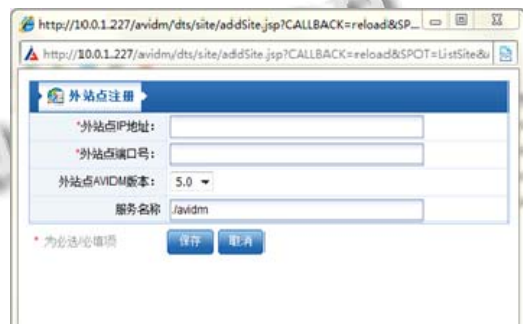 http://10.0.1.227/avidm/dts/site/addSite.jsp?CALLBACK=reload&SP...
http://10.0.1.227/avidm/dts/site/addSite.jsp?CALLBACK=reload&SPOT=ListSite&
外站点注册
*外站点IP地址：
*外站点端口号：
外站点AVIDM版本： 5.0
服务名称 ./avidm
* 为必选/必填项 保存 取消